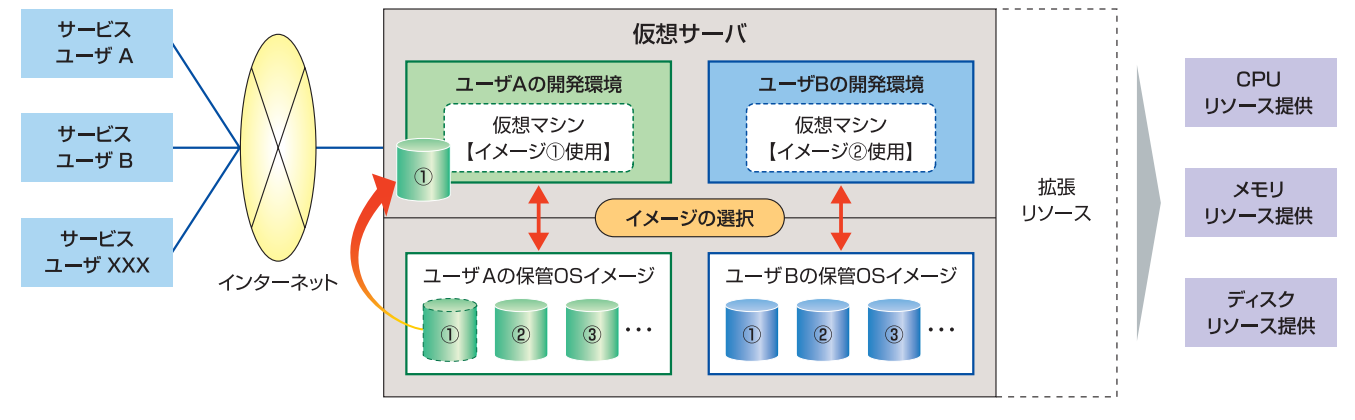 サービス
ユーザ A
サービス
ユーザ B
サービス
ユーザ XXX
インターネット
仮想サーバ
ユーザAの開発環境
仮想マシン
【イメージ①使用】
①
ユーザBの開発環境
仮想マシン
【イメージ②使用】
イメージの選択
ユーザAの保管OSイメージ
① ② ③ …
ユーザBの保管OSイメージ
① ② ③ …
拡張
リソース
CPU
リソース提供
メモリ
リソース提供
ディスク
リソース提供